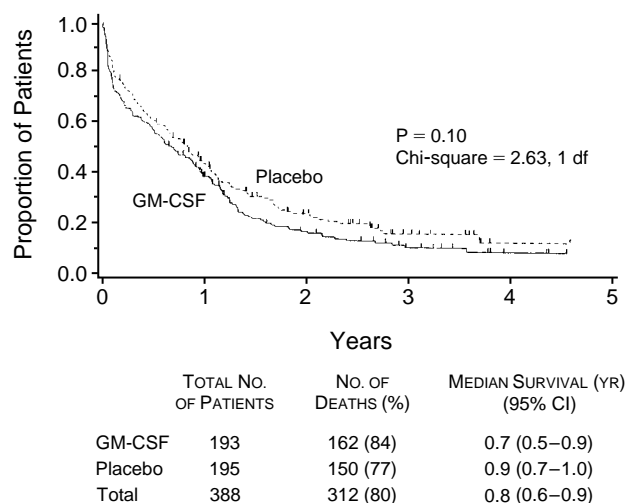 Proportion of Patients
1.0
0.8
0.6
0.4
0.2
0.0
P = 0.10
Chi-square = 2.63, 1 df
Placebo
GM-CSF
0 1 2 3 4 5
Years
TOTAL NO. OF PATIENTS
NO. OF DEATHS (%)
MEDIAN SURVIVAL (YR) (95% CI)
GM-CSF 193 162 (84) 0.7 (0.5–0.9)
Placebo 195 150 (77) 0.9 (0.7–1.0)
Total 388 312 (80) 0.8 (0.6–0.9)